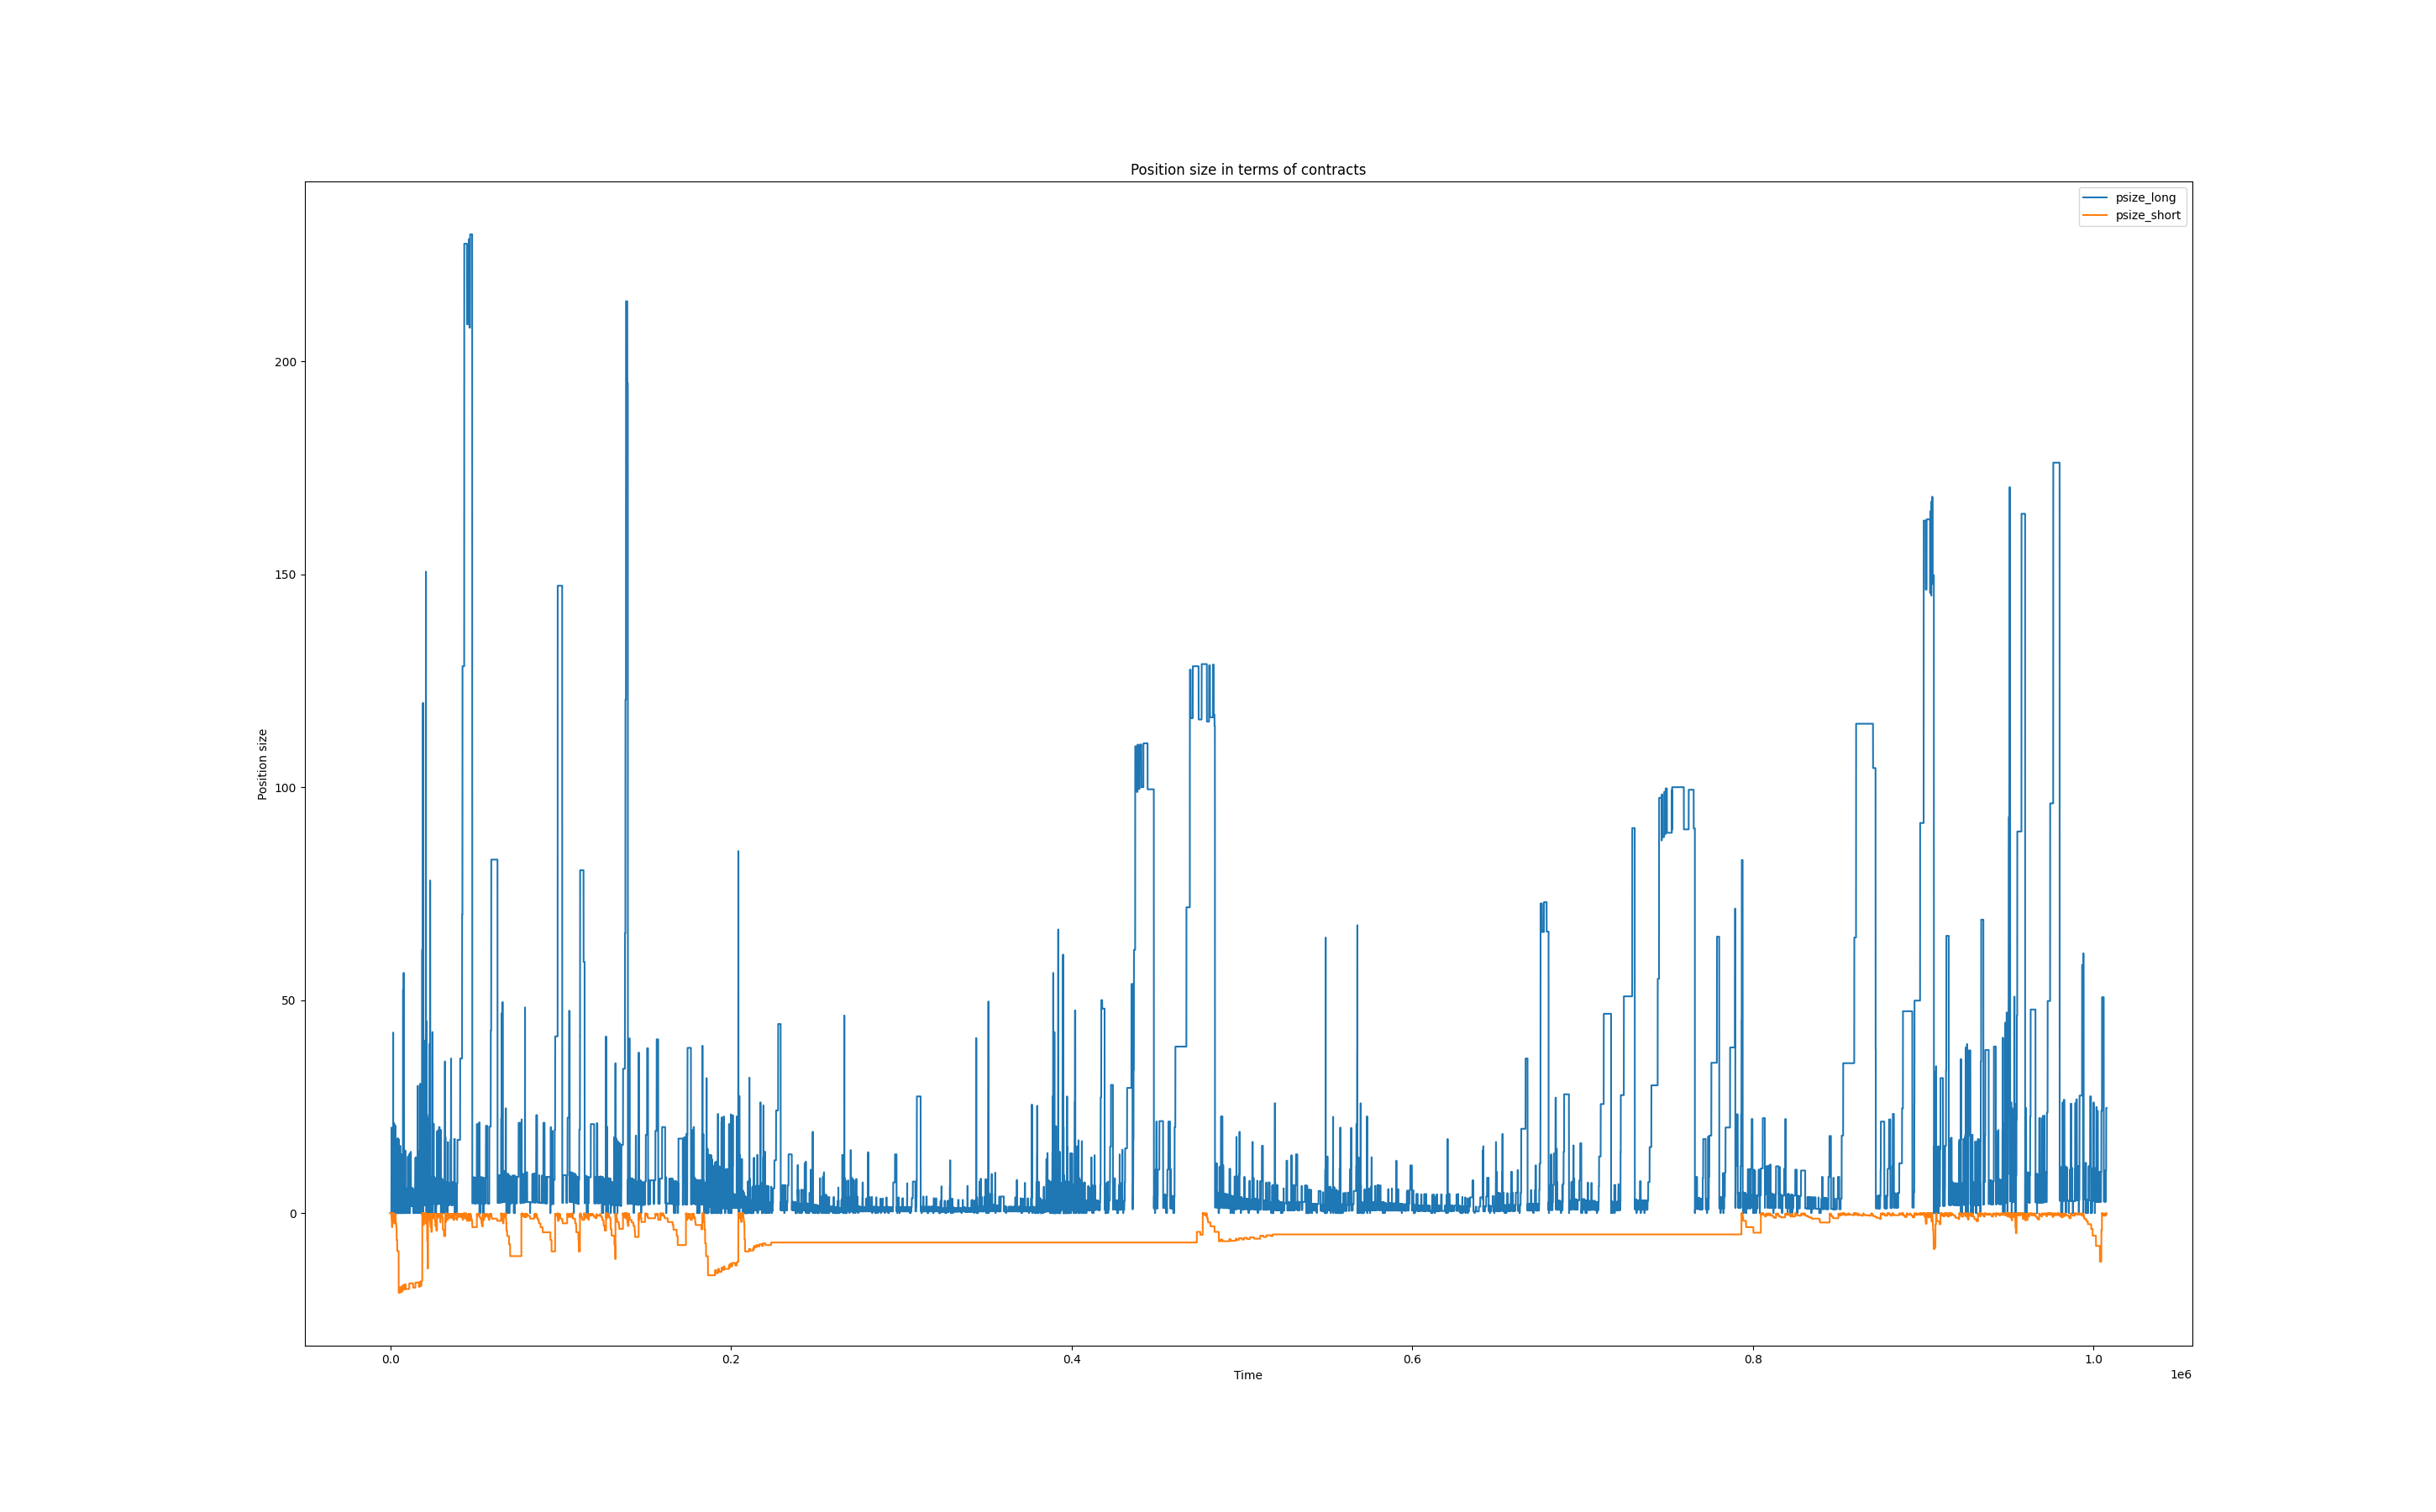 Position size in terms of contracts
psize_long
psize_short
Position size
200
150
100
50
0
0.0 0.2 0.4 0.6 0.8 1.0
Time
1e6